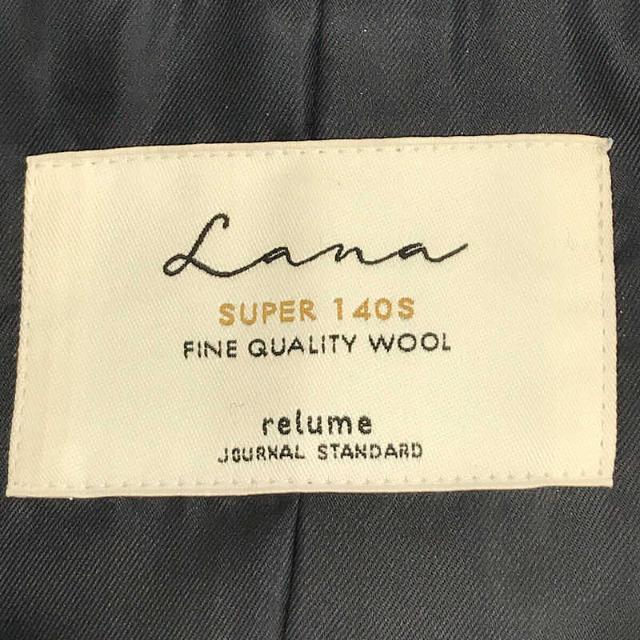 Lana
SUPER 140S
FINE QUALITY WOOL
relume
JOURNAL STANDARD